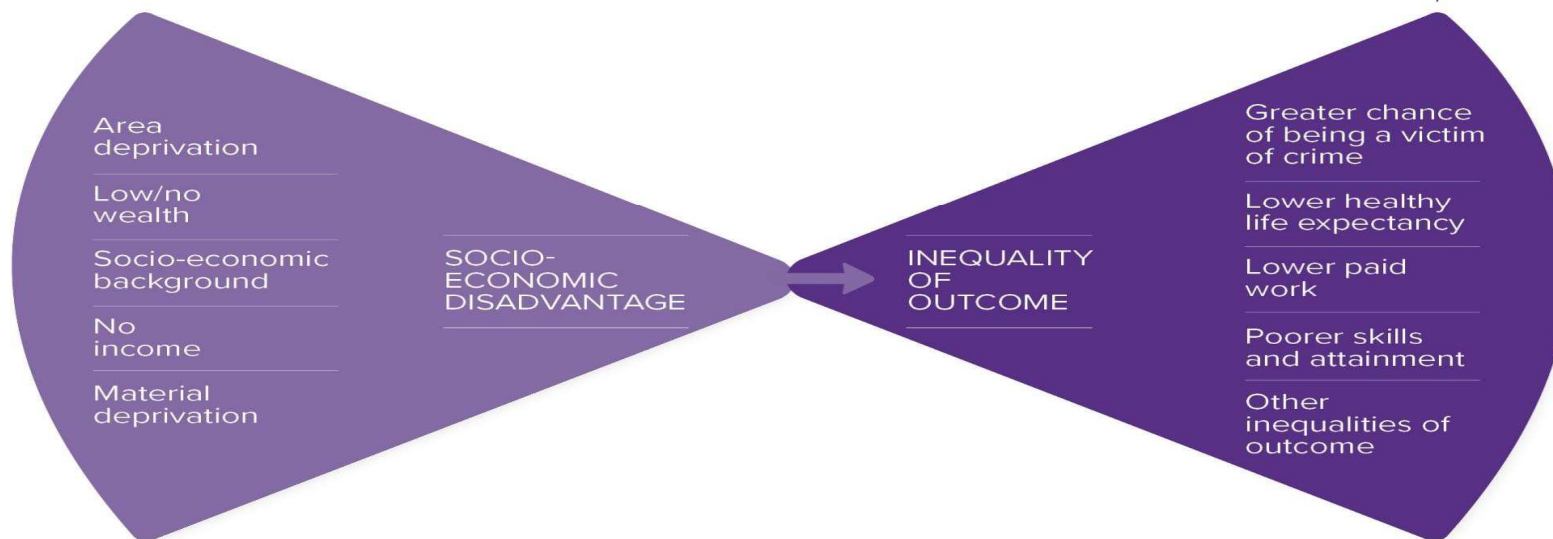 Area
deprivation
Low/no
wealth
Socio-economic
background
No
income
Material
deprivation
SOCIO-
ECONOMIC
DISADVANTAGE
INEQUALITY
OF
OUTCOME
Greater chance
of being a victim
of crime
Lower healthy
life expectancy
Lower paid
work
Poorer skills
and attainment
Other
inequalities of
outcome